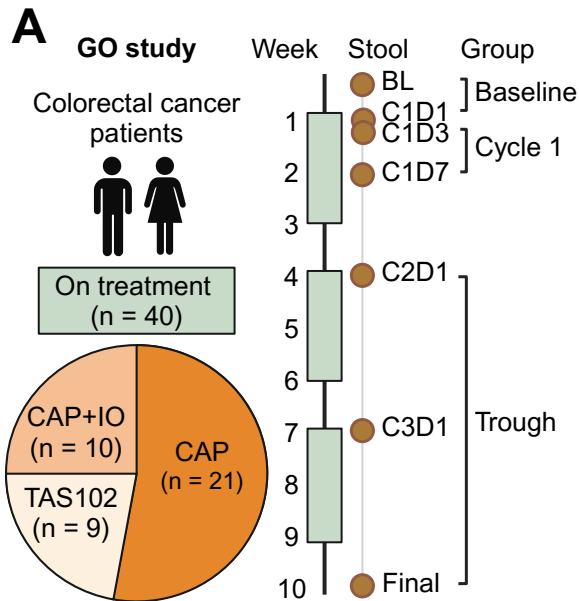 A
GO study
Colorectal cancer
patients
On treatment
(n = 40)
CAP+IO
(n = 10)
CAP
(n = 21)
TAS102
(n = 9)
Week
Stool
Group
1
2
3
4
5
6
7
8
9
10
BL
C1D1
C1D3
C1D7
C2D1
C3D1
Final
Baseline
Cycle 1
Trough